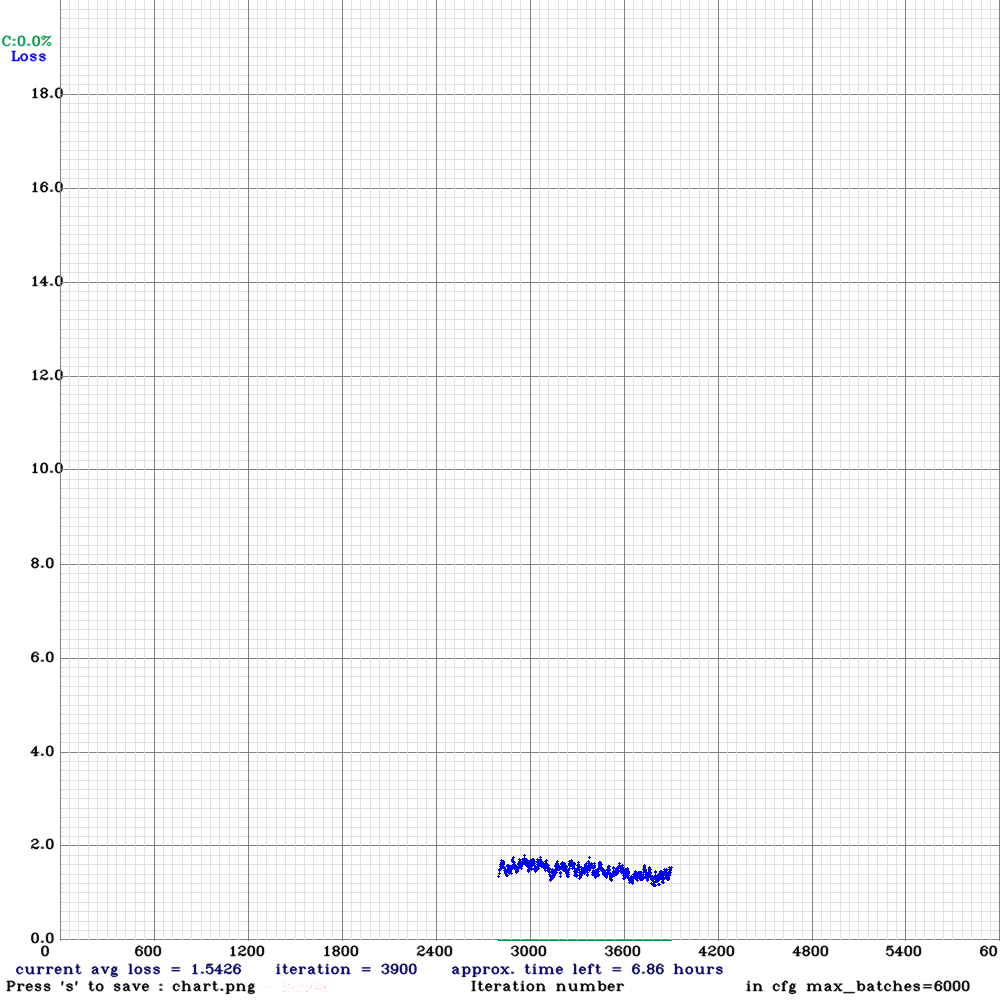 C:0.0%
Loss
18.0
16.0
14.0
12.0
10.0
8.0
6.0
4.0
2.0
0.0
0 600 1200 1800 2400 3000 3600 4200 4800 5400 60
current avg loss = 1.5426 iteration = 3900 approx. time left = 6.86 hours
Press 's' to save : chart.png Iteration number in cfg max_batches=6000